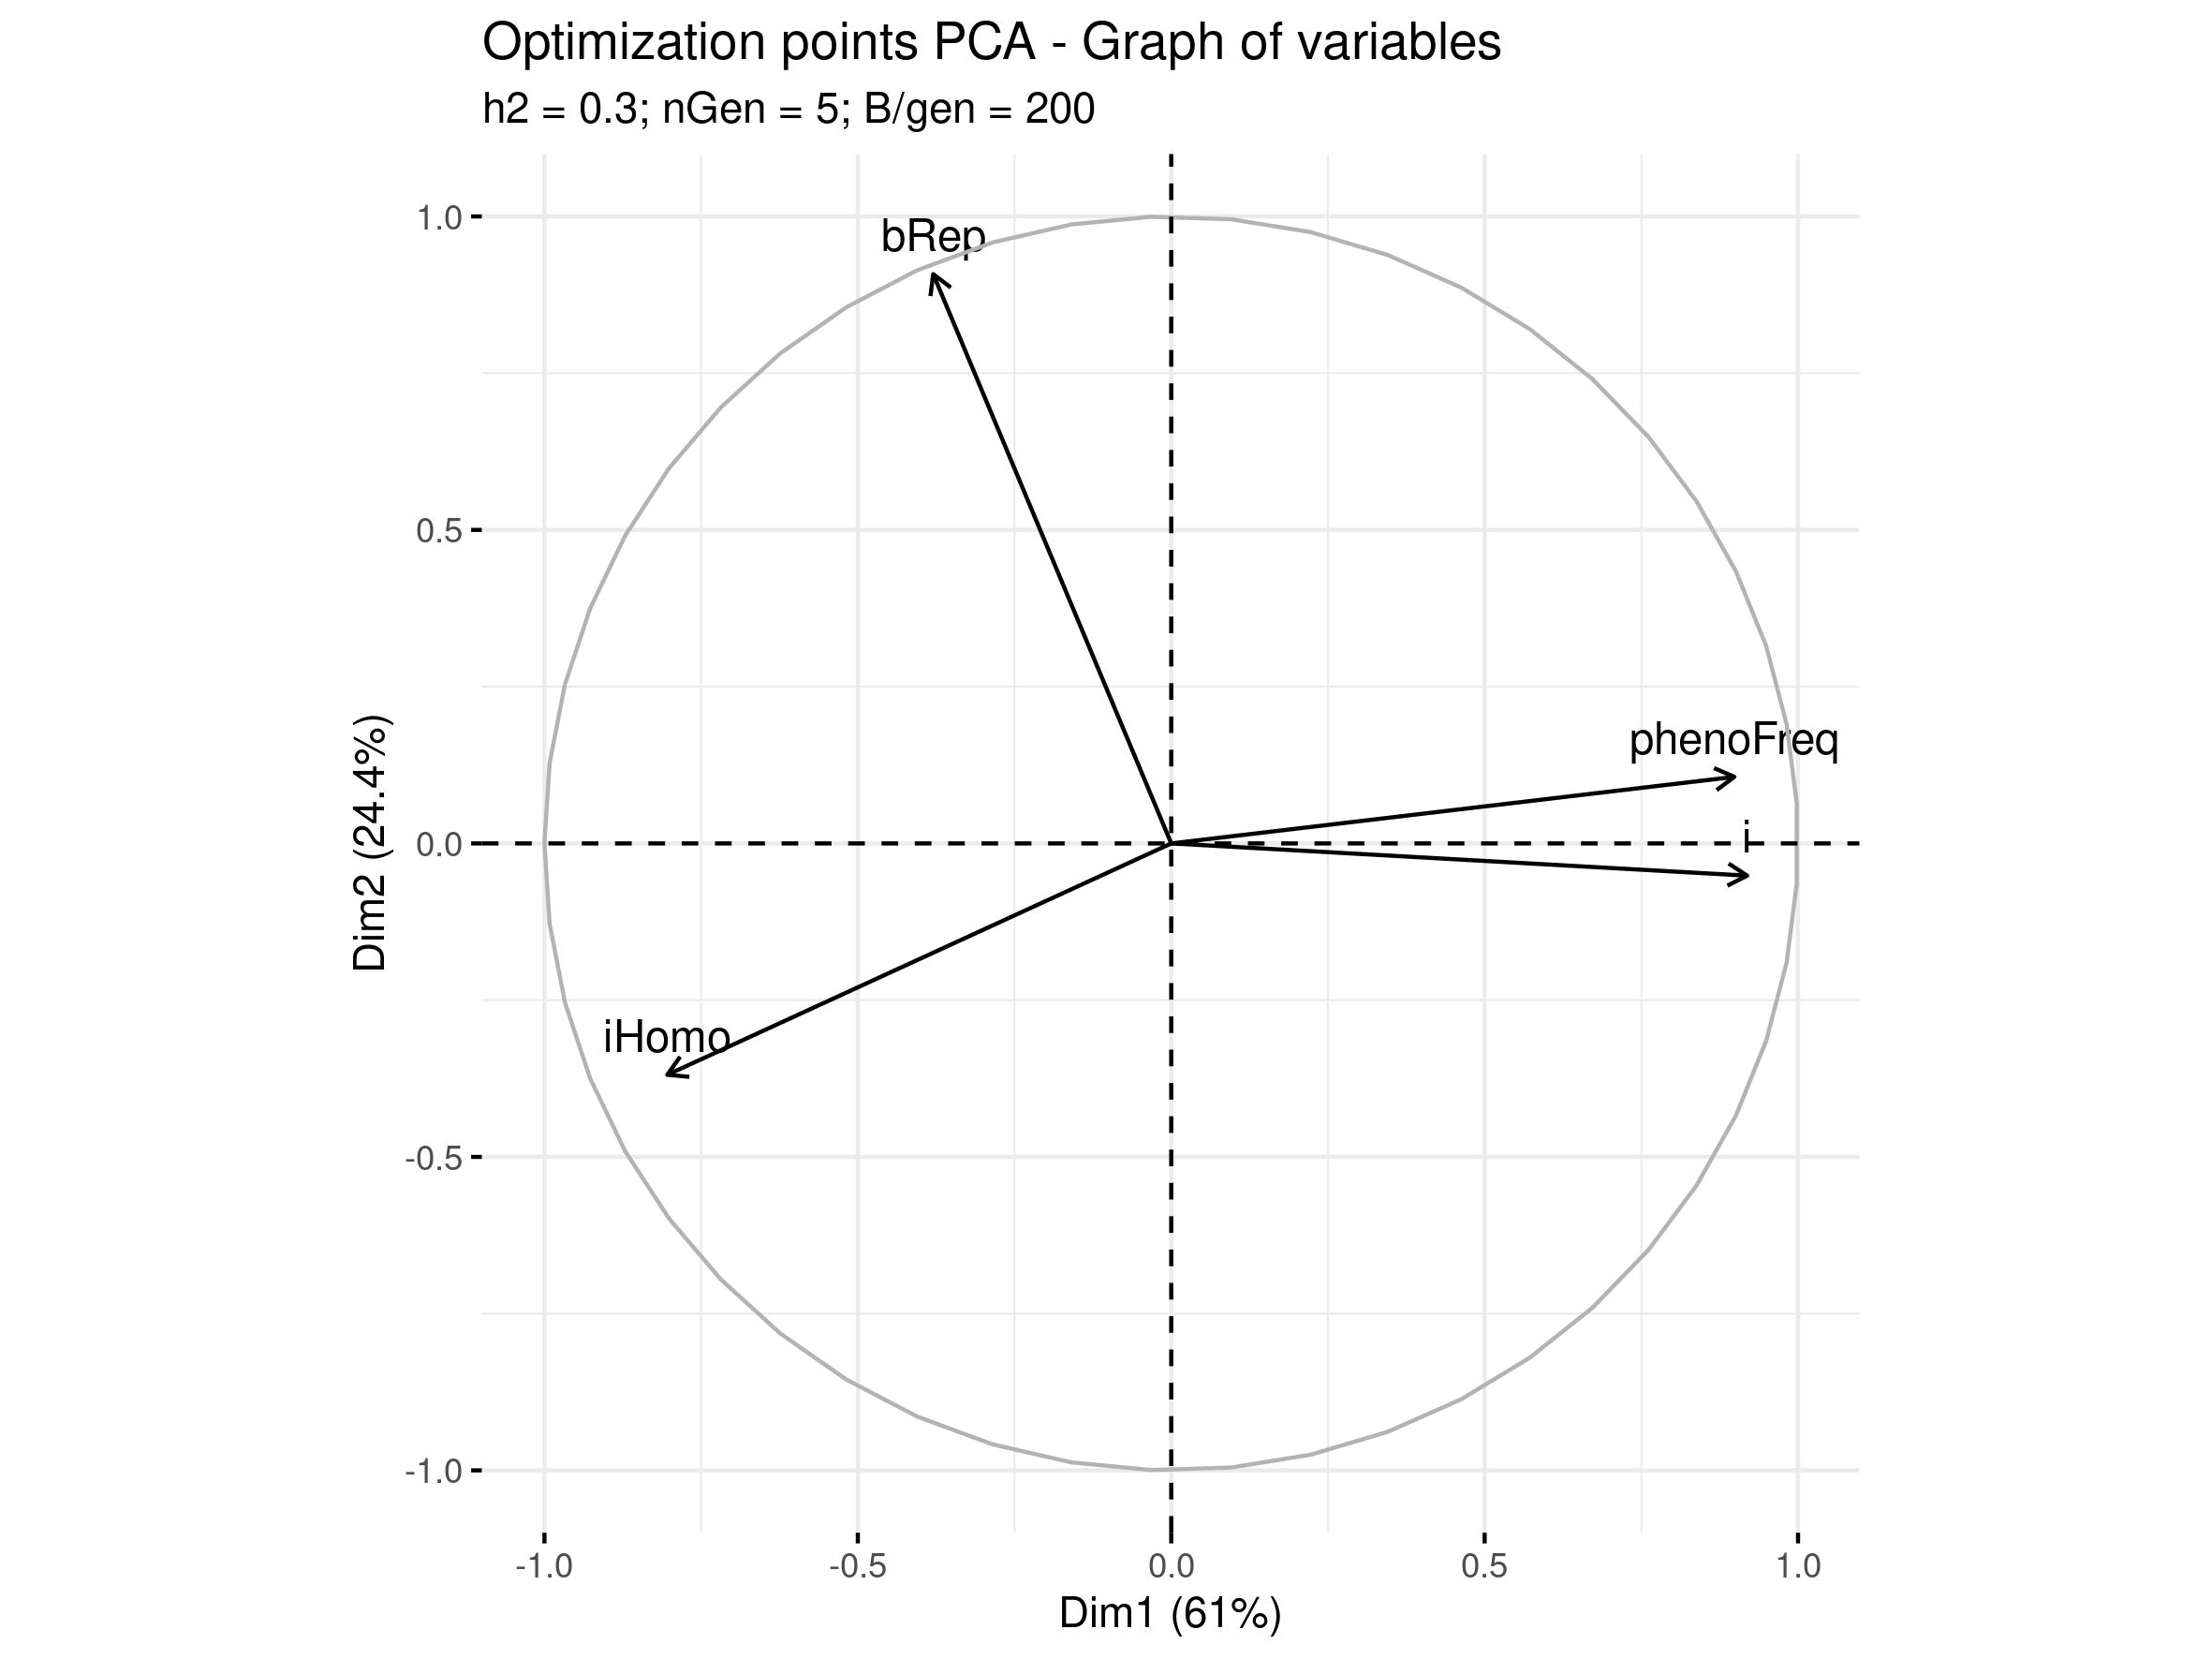 Optimization points PCA - Graph of variables
h2 = 0.3; nGen = 5; B/gen = 200
1.0
bRep
0.5
phenoFreq
i
0.0
Dim2 (24.4%)
iHomo
-0.5
-1.0
-1.0 -0.5 0.0 0.5 1.0
Dim1 (61%)